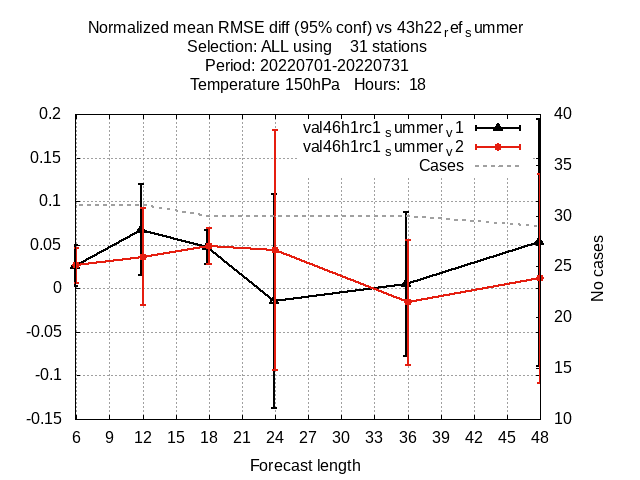 Normalized mean RMSE diff (95% conf) vs 43h22refsummer
Selection: ALL using 31 stations
Period: 20220701-20220731
Temperature 150hPa Hours: 18
val46h1rc1summerv1
val46h1rc1summerv2
Cases
0.2
0.15
0.1
0.05
0
-0.05
-0.1
-0.15
40
35
30
25
20
15
10
No cases
6 9 12 15 18 21 24 27 30 33 36 39 42 45 48
Forecast length